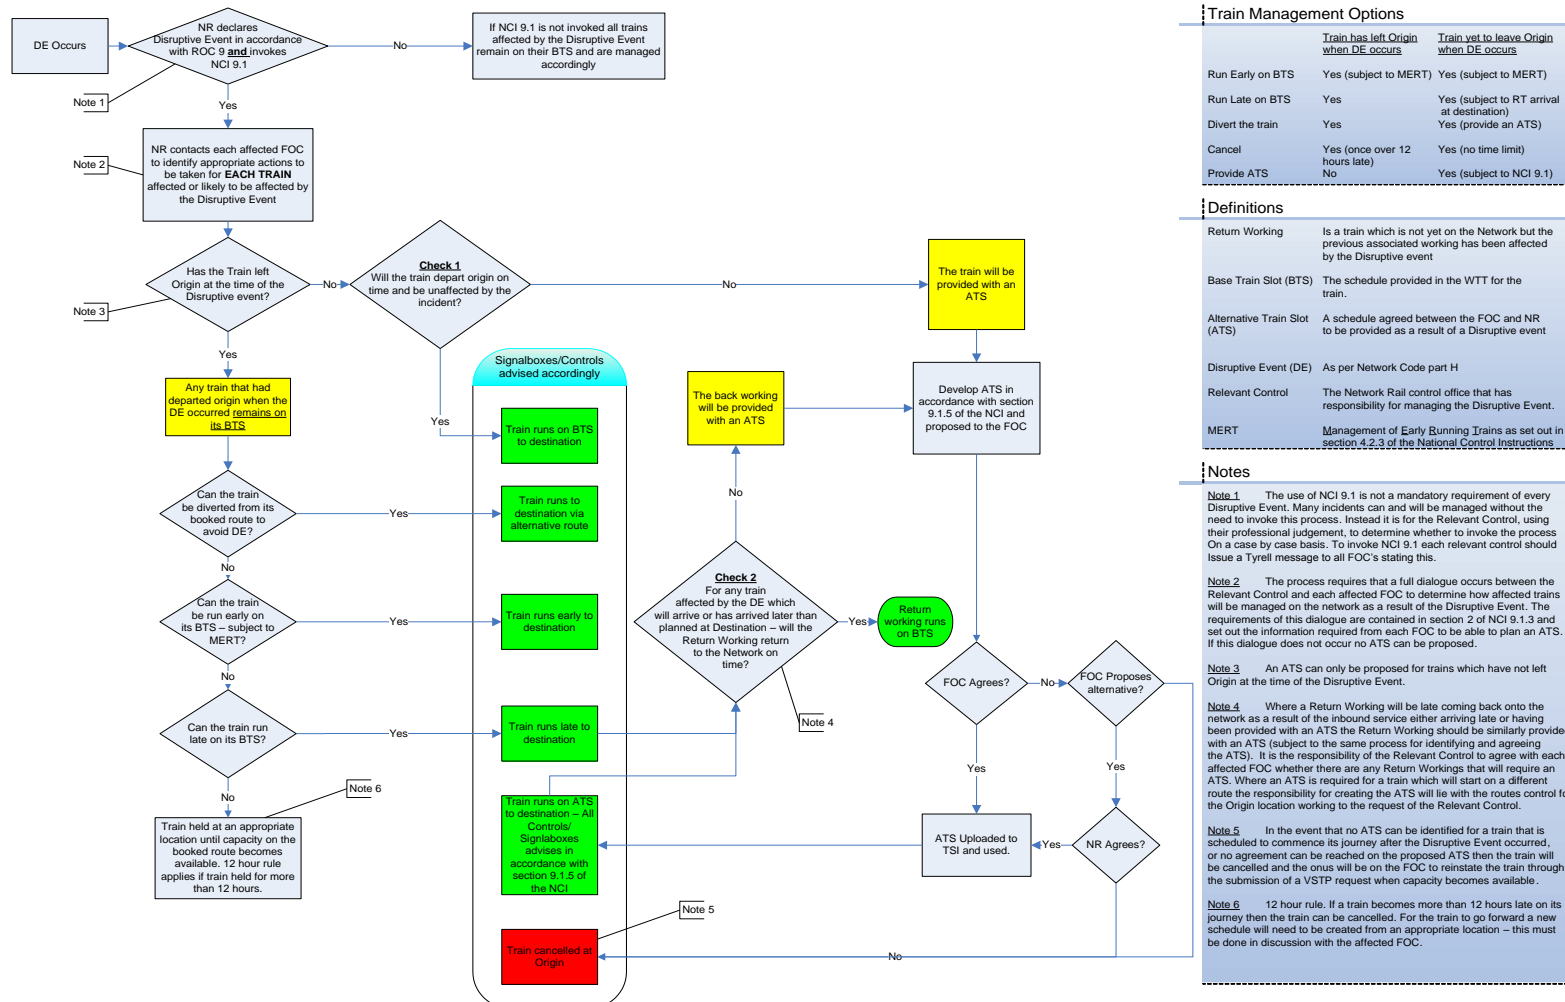 DE Occurs
NR declares
Disruptive Event in accordance
with ROC 9 and invokes
NCI 9.1
No
If NCI 9.1 is not invoked all trains
affected by the Disruptive Event
remain on their BTS and are managed
accordingly
Note 1
Yes
NR contacts each affected FOC
to identify appropriate actions to
be taken for EACH TRAIN
affected or likely to be affected by
the Disruptive Event
Note 2
Has the Train left
Origin at the time of the
Disruptive event?
Note 3
No
Check 1
Will the train depart origin on
time and be unaffected by the
incident?
No
The train will be
provided with an
ATS
Yes
Any train that had
departed origin when the
DE occurred remains on
its BTS
Yes
Signalboxes/Controls
advised accordingly
Train runs on BTS
to destination
The back working
will be provided
with an ATS
Develop ATS in
accordance with section
9.1.5 of the NCI and
proposed to the FOC
Can the train
be diverted from its
booked route to
avoid DE?
Yes
Train runs to
destination via
alternative route
No
No
Can the train
be run early on
its BTS – subject to
MERT?
Yes
Train runs early to
destination
Check 2
For any train
affected by the DE which
will arrive or has arrived later than
planned at Destination – will the
Return Working return
to the Network on
time?
Yes
Return
working runs
on BTS
Note 4
No
Can the train run
late on its BTS?
Yes
Train runs late to
destination
FOC Agrees?
No
FOC Proposes
alternative?
Yes
Yes
No
Note 6
Train held at an appropriate
location until capacity on the
booked route becomes
available. 12 hour rule
applies if train held for more
than 12 hours.
Train runs on ATS
to destination – All
Controls/
Signlaboxes
advises in
accordance with
section 9.1.5 of
the NCI
ATS Uploaded to
TSI and used.
Yes
NR Agrees?
Note 5
Train cancelled at
Origin
No
Train Management Options
Train has left Origin Train yet to leave Origin
when DE occurs when DE occurs
Run Early on BTS Yes (subject to MERT) Yes (subject to MERT)
Run Late on BTS Yes Yes (subject to RT arrival
at destination)
Divert the train Yes Yes (provide an ATS)
Cancel Yes (once over 12 Yes (no time limit)
hours late)
Provide ATS No Yes (subject to NCI 9.1)
Definitions
Return Working Is a train which is not yet on the Network but the
previous associated working has been affected
by the Disruptive event
Base Train Slot (BTS) The schedule provided in the WTT for the
train.
Alternative Train Slot A schedule agreed between the FOC and NR
(ATS) to be provided as a result of a Disruptive event
Disruptive Event (DE) As per Network Code part H
Relevant Control The Network Rail control office that has
responsibility for managing the Disruptive Event.
MERT Management of Early Running Trains as set out in
section 4.2.3 of the National Control Instructions
Notes
Note 1 The use of NCI 9.1 is not a mandatory requirement of every
Disruptive Event. Many incidents can and will be managed without the
need to invoke this process. Instead it is for the Relevant Control, using
their professional judgement, to determine whether to invoke the process
On a case by case basis. To invoke NCI 9.1 each relevant control should
Issue a Tyrell message to all FOC's stating this.
Note 2 The process requires that a full dialogue occurs between the
Relevant Control and each affected FOC to determine how affected trains
will be managed on the network as a result of the Disruptive Event. The
requirements of this dialogue are contained in section 2 of NCI 9.1.3 and
set out the information required from each FOC to be able to plan an ATS.
If this dialogue does not occur no ATS can be proposed.
Note 3 An ATS can only be proposed for trains which have not left
Origin at the time of the Disruptive Event.
Note 4 Where a Return Working will be late coming back onto the
network as a result of the inbound service either arriving late or having
been provided with an ATS the Return Working should be similarly provide
with an ATS (subject to the same process for identifying and agreeing
the ATS). It is the responsibility of the Relevant Control to agree with each
affected FOC whether there are any Return Workings that will require an
ATS. Where an ATS is required for a train which will start on a different
route the responsibility for creating the ATS will lie with the routes control fo
the Origin location working to the request of the Relevant Control.
Note 5 In the event that no ATS can be identified for a train that is
scheduled to commence its journey after the Disruptive Event occurred,
or no agreement can be reached on the proposed ATS then the train will
be cancelled and the onus will be on the FOC to reinstate the train through
the submission of a VSTP request when capacity becomes available.
Note 6 12 hour rule. If a train becomes more than 12 hours late on its
journey then the train can be cancelled. For the train to go forward a new
schedule will need to be created from an appropriate location – this must
be done in discussion with the affected FOC.